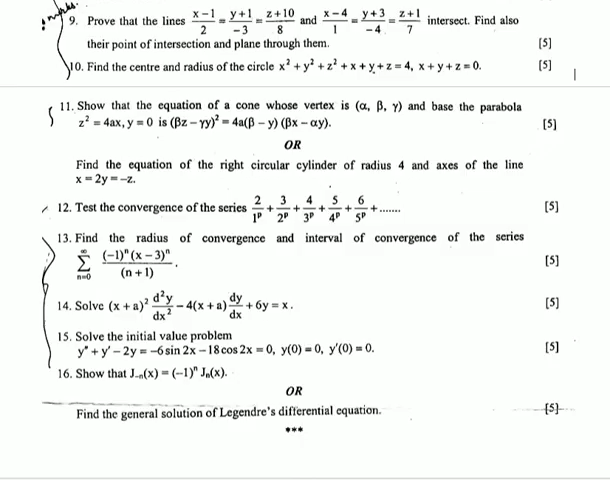 marks.
9. Prove that the lines (x−1)/2 = (y+1)/−3 = (z+10)/8 and (x−4)/1 = (y+3)/−4 = (z+1)/7 intersect. Find also
their point of intersection and plane through them. [5]
10. Find the centre and radius of the circle x² + y² + z² + x + y + z = 4, x + y + z = 0. [5]
11. Show that the equation of a cone whose vertex is (α, β, γ) and base the parabola
z² = 4ax, y = 0 is (βz − γy)² = 4a(β − y) (βx − αy). [5]
OR
Find the equation of the right circular cylinder of radius 4 and axes of the line
x = 2y = −z.
12. Test the convergence of the series 2/1ᵖ + 3/2ᵖ + 4/3ᵖ + 5/4ᵖ + 6/5ᵖ + ....... [5]
13. Find the radius of convergence and interval of convergence of the series
∞ ∑ n=0 (−1)ⁿ (x − 3)ⁿ/(n + 1). [5]
14. Solve (x + a)² d²y/dx² − 4(x + a) dy/dx + 6y = x. [5]
15. Solve the initial value problem
y″ + y′ − 2y = −6 sin 2x − 18 cos 2x = 0, y(0) = 0, y′(0) = 0. [5]
16. Show that J₋ₙ(x) = (−1)ⁿ Jₙ(x).
OR
Find the general solution of Legendre's differential equation. [5]
***